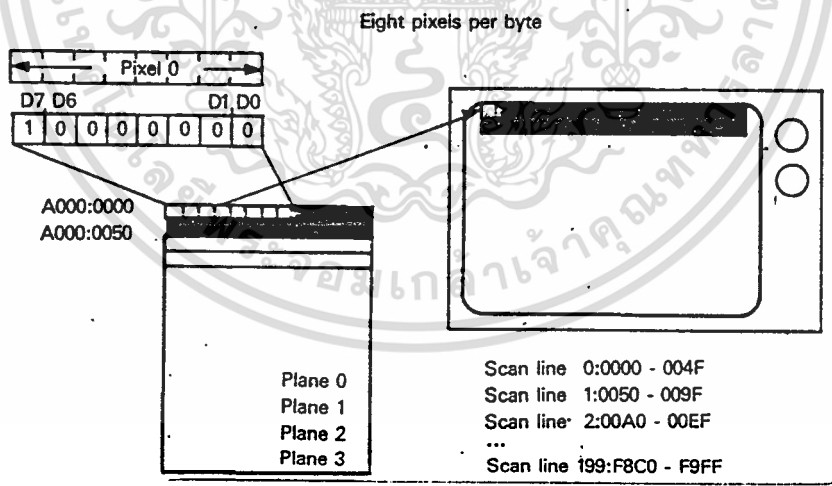 Eight pixels per byte
Pixel 0
D7 D6 D1 D0
1 0 0 0 0 0 0 0
A000:0000
A000:0050
Plane 0
Plane 1
Plane 2
Plane 3
Scan line 0:0000 - 004F
Scan line 1:0050 - 009F
Scan line 2:00A0 - 00EF
...
Scan line 199:F8C0 - F9FF